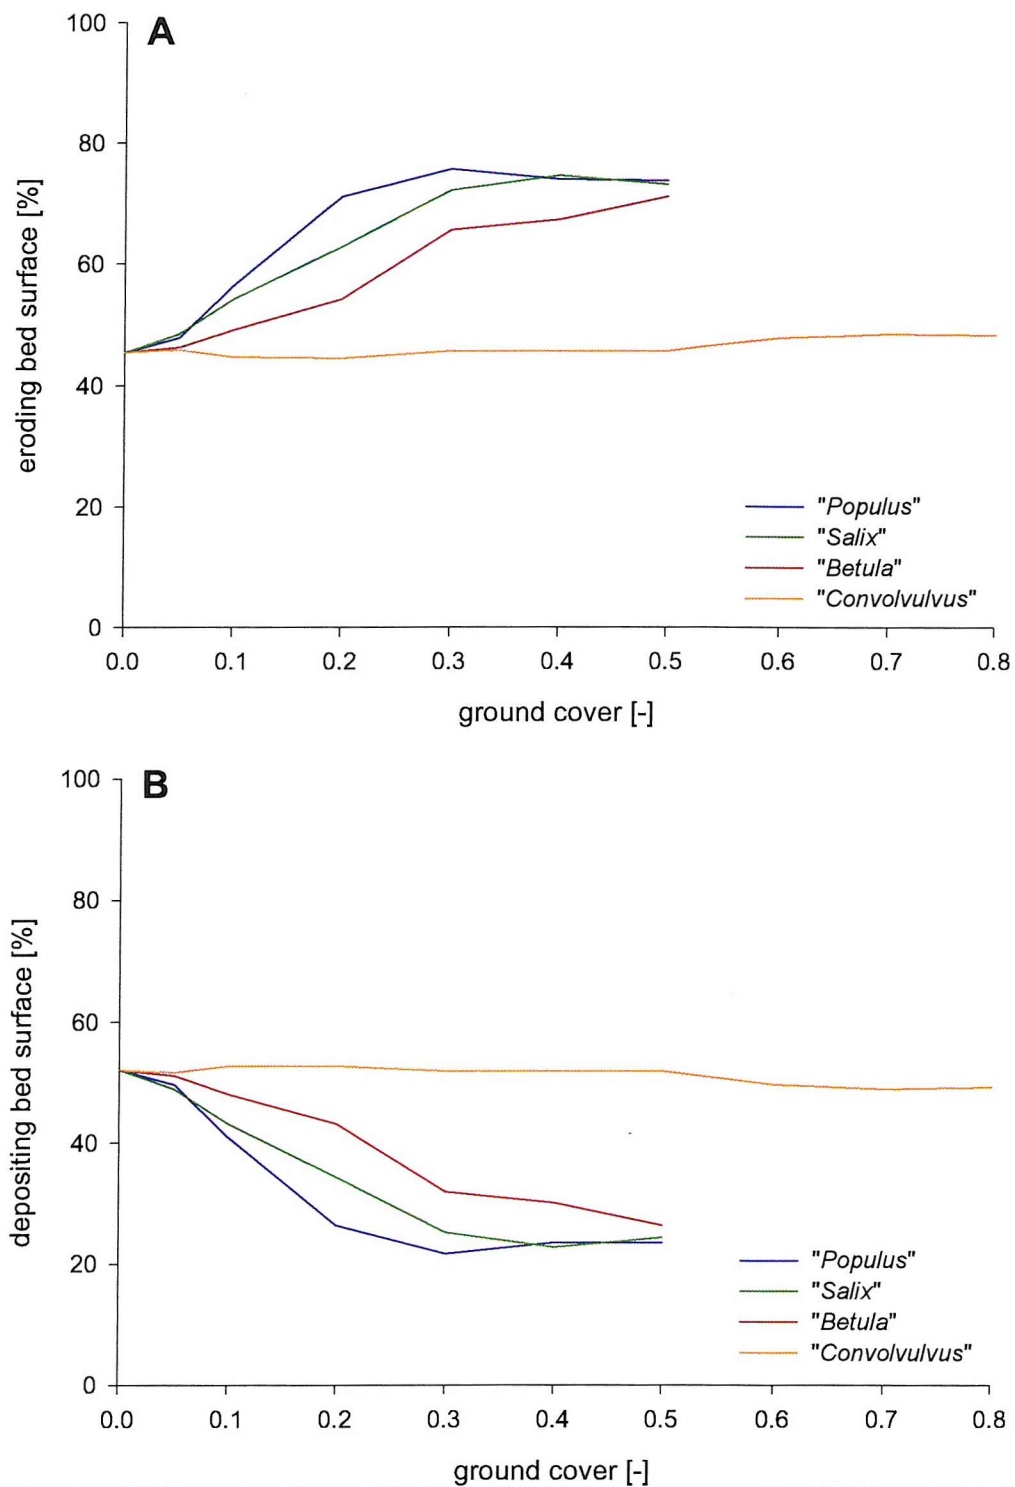 A
100
80
60
40
20
0
eroding bed surface [%]
"Populus"
"Salix"
"Betula"
"Convolvulvus"
0.0 0.1 0.2 0.3 0.4 0.5 0.6 0.7 0.8
ground cover [-]
B
100
80
60
40
20
0
depositing bed surface [%]
"Populus"
"Salix"
"Betula"
"Convolvulvus"
0.0 0.1 0.2 0.3 0.4 0.5 0.6 0.7 0.8
ground cover [-]